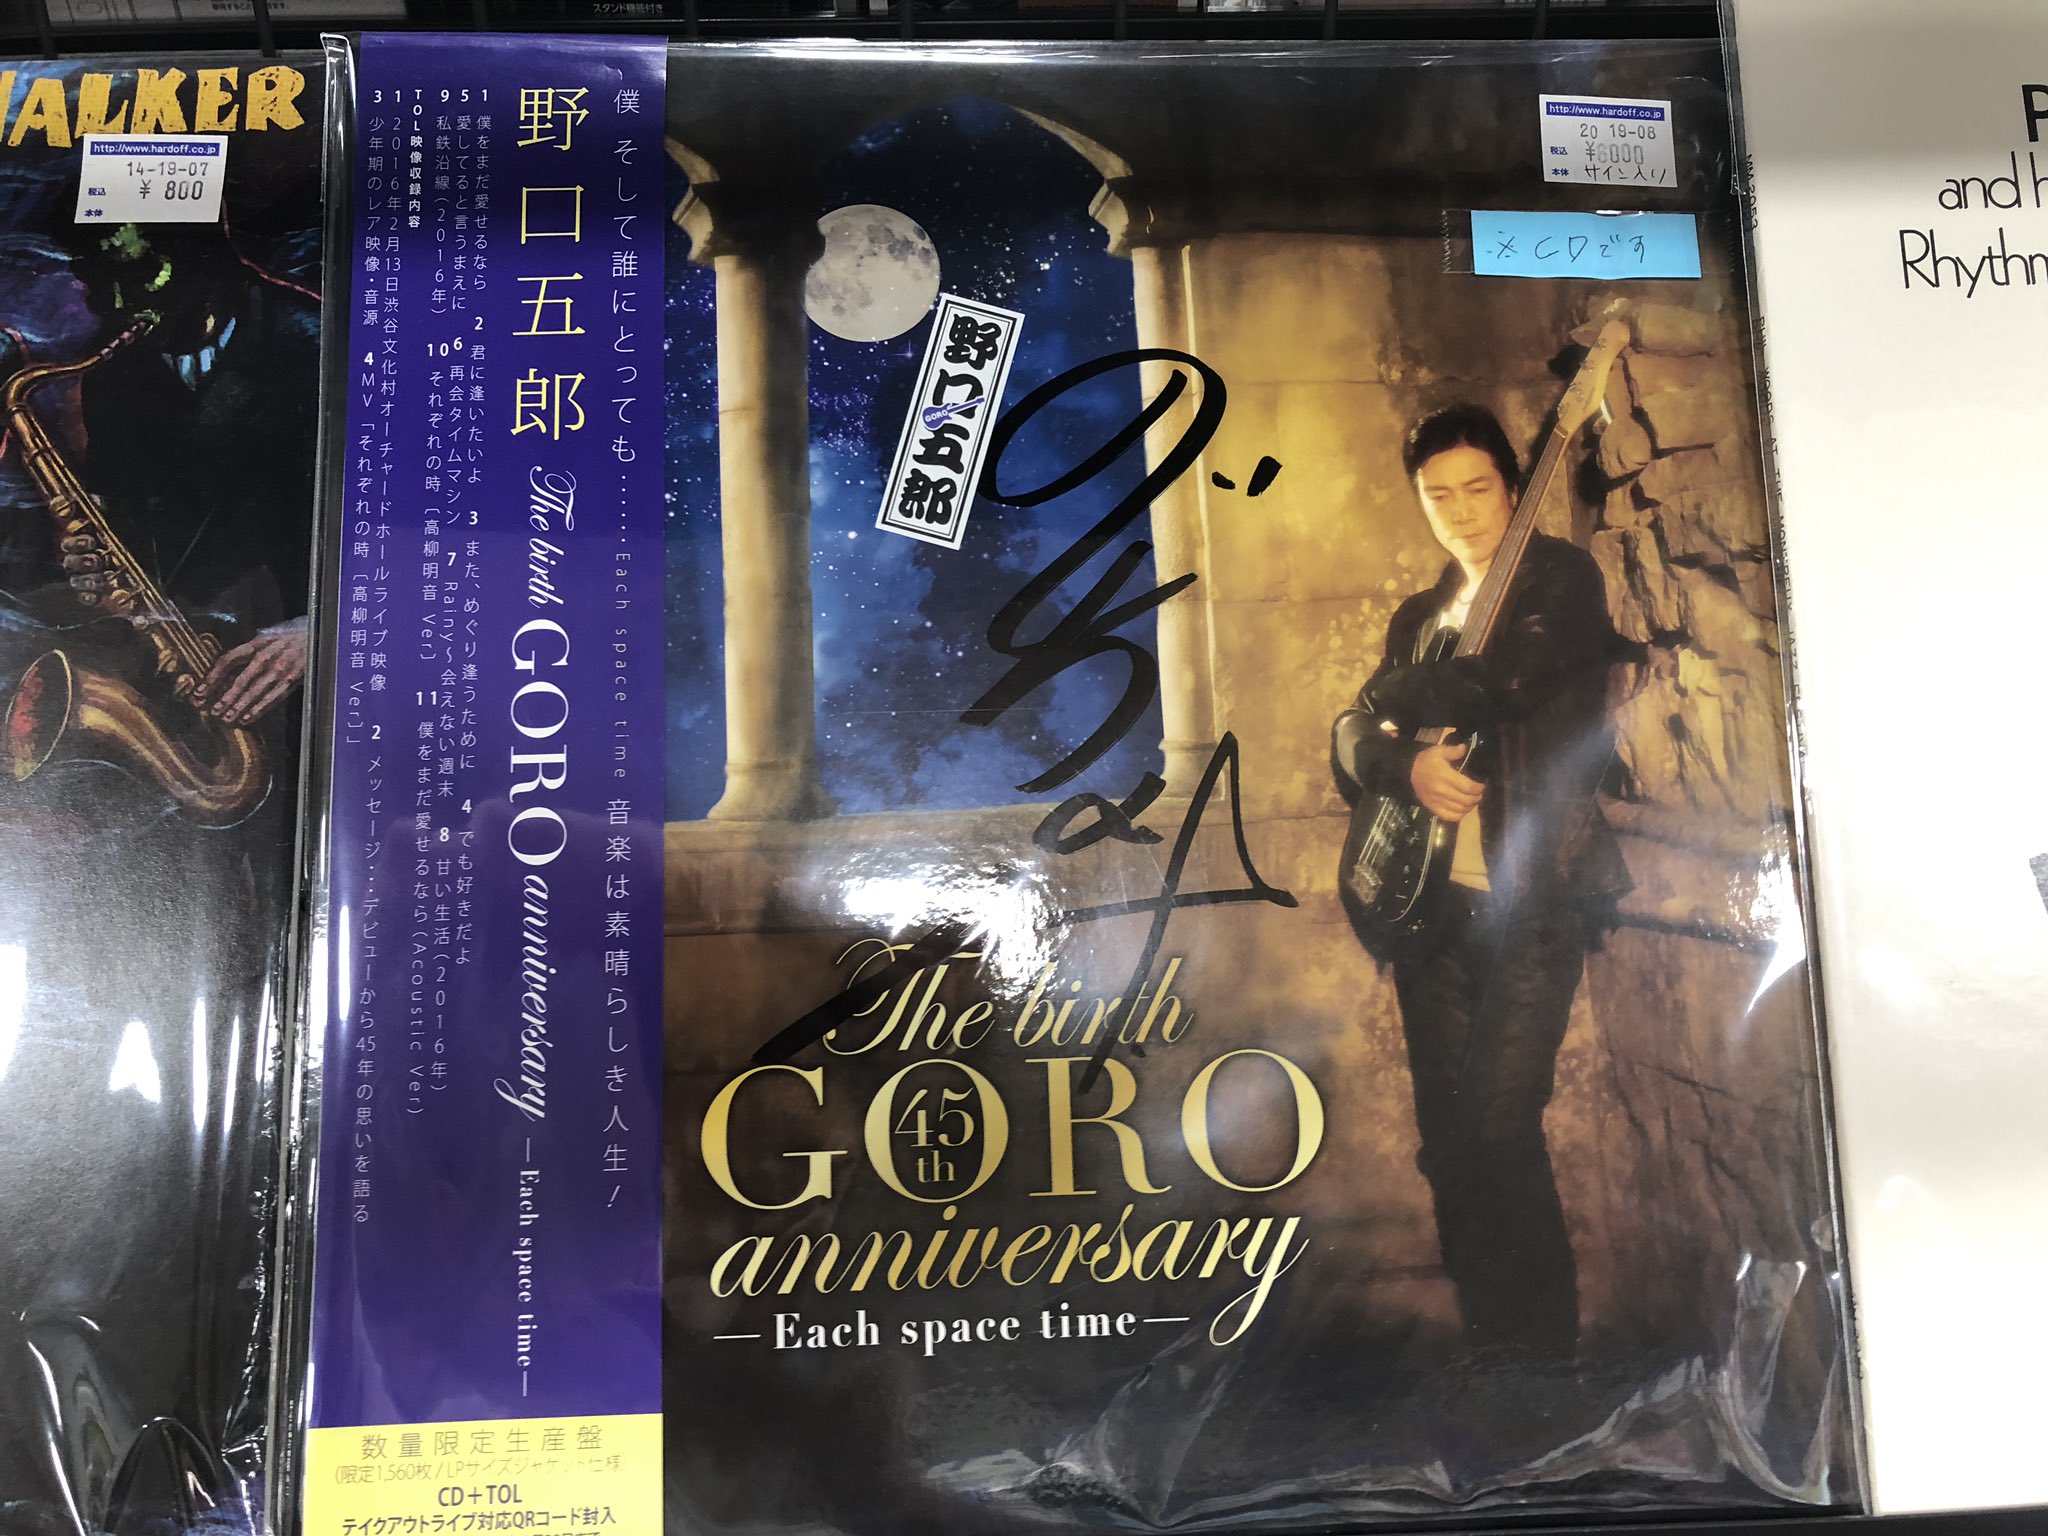 スタンド機能付き
WALKER
http://www.hardoff.co.jp
14-19-07
税込
¥ 800
本体
僕 そして誰にとっても……Each space time 音楽は素晴らしき人生!
野口五郎 The birth GORO anniversary —Each space time—
1 僕をまだ愛せるなら 2 君に逢いたいよ 3 また、めぐり逢うために 4 でも好きだよ
5 愛してると言うまえに 6 再会タイムマシン 7 Rainy〜会えない週末 8 甘い生活(2016年)
9 私鉄沿線(2016年) 10 それぞれの時〔高柳明音 Ver.〕 11 僕をまだ愛せるなら(Acoustic Ver)
TOL映像収録内容
1 2016年2月13日渋谷文化村オーチャードホールライブ映像 2 メッセージ…デビューから45年の思いを語る
3 少年期のレア映像・音源 4 MV「それぞれの時〔高柳明音 Ver.〕」
数量限定生産盤
(限定1,560枚/LPサイズジャケット仕様)
CD+TOL
テイクアウトライブ対応QRコード封入
http://www.hardoff.co.jp
20 19-08
税込
¥6000
本体
サイン入り
※CDです
野口五郎
GORO
The birth
GORO
45th
anniversary
—Each space time—
and h
Rhythm